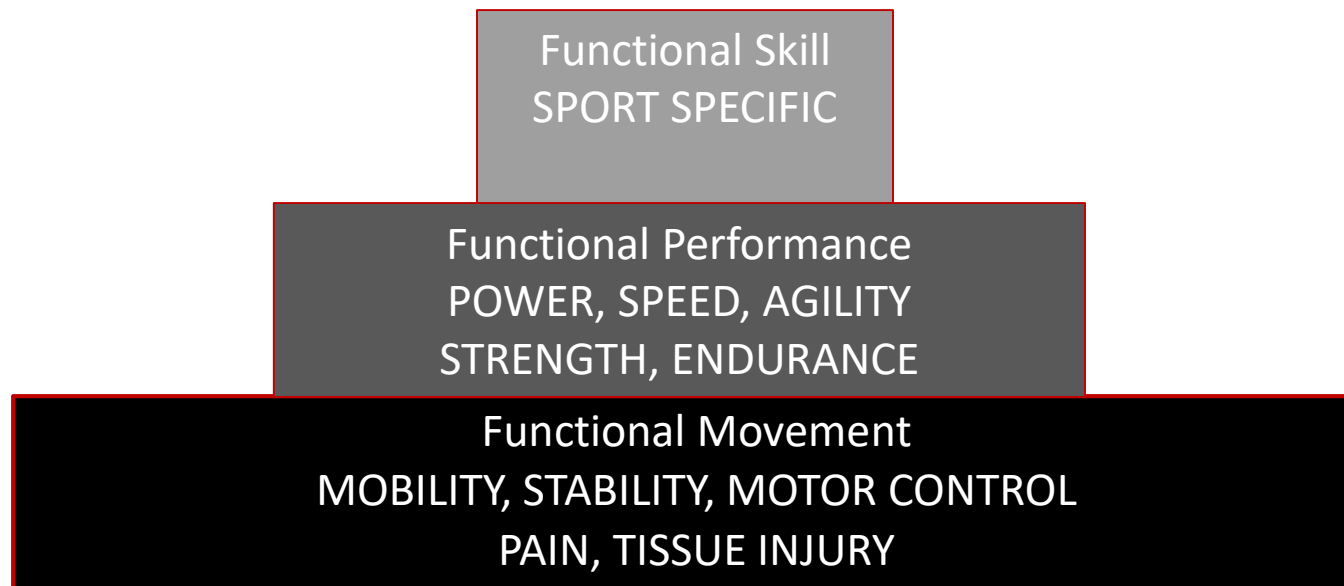 Functional Skill
SPORT SPECIFIC
Functional Performance
POWER, SPEED, AGILITY
STRENGTH, ENDURANCE
Functional Movement
MOBILITY, STABILITY, MOTOR CONTROL
PAIN, TISSUE INJURY